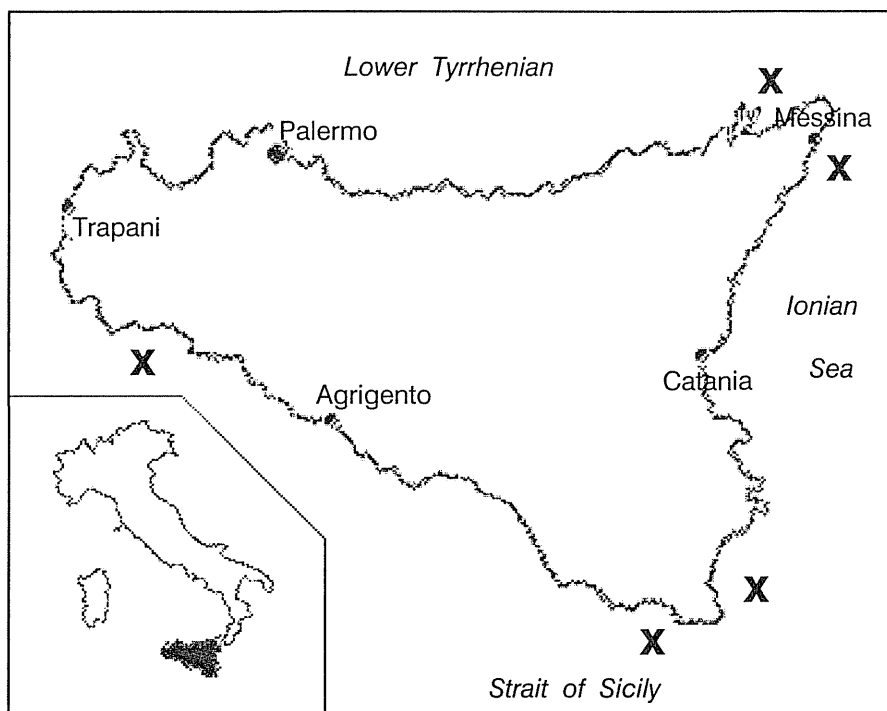 Lower Tyrrhenian
X
Palermo
Messina
X
Trapani
Ionian
Sea
X
Agrigento
Catania
X
X
Strait of Sicily